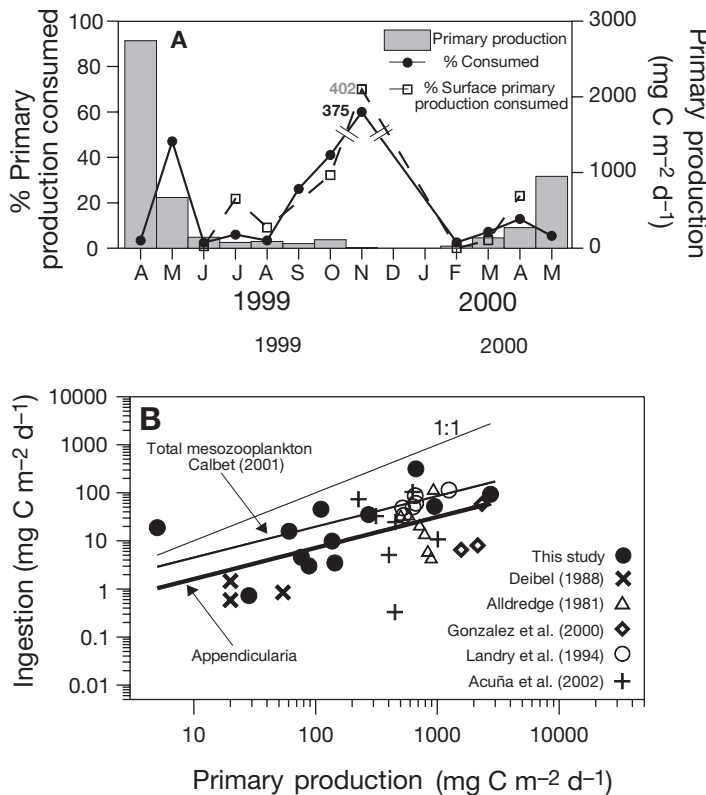 A
% Primary
production consumed
100
80
60
40
20
0
Primary production
% Consumed
% Surface primary
production consumed
402
375
3000
2000
1000
0
Primary production
(mg C m–2 d–1)
A M J J A S O N D J F M A M
1999 2000
1999 2000
B
Ingestion (mg C m–2 d–1)
10000
1000
100
10
1
0.1
0.01
1:1
Total mesozooplankton
Calbet (2001)
Appendicularia
This study
Deibel (1988)
Alldredge (1981)
Gonzalez et al. (2000)
Landry et al. (1994)
Acuña et al. (2002)
10 100 1000 10000
Primary production (mg C m–2 d–1)